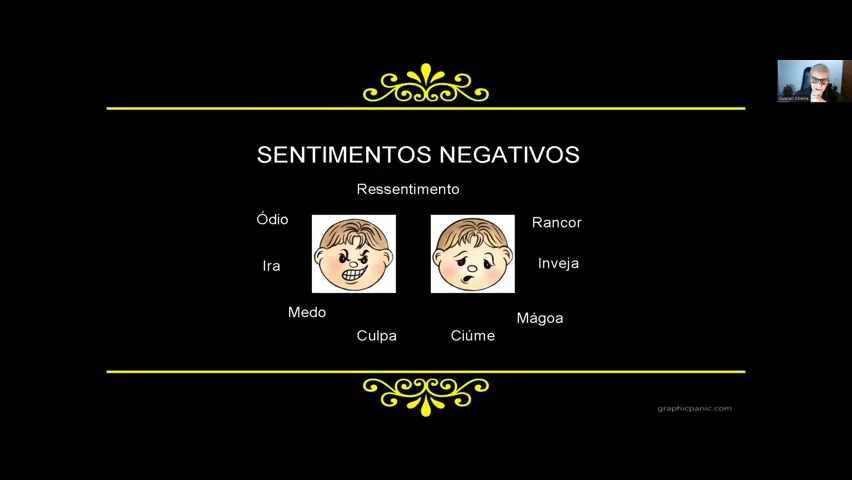 SENTIMENTOS NEGATIVOS
Ressentimento
Ódio
Rancor
Ira
Inveja
Medo
Mágoa
Culpa
Ciúme
graphicpanic.com